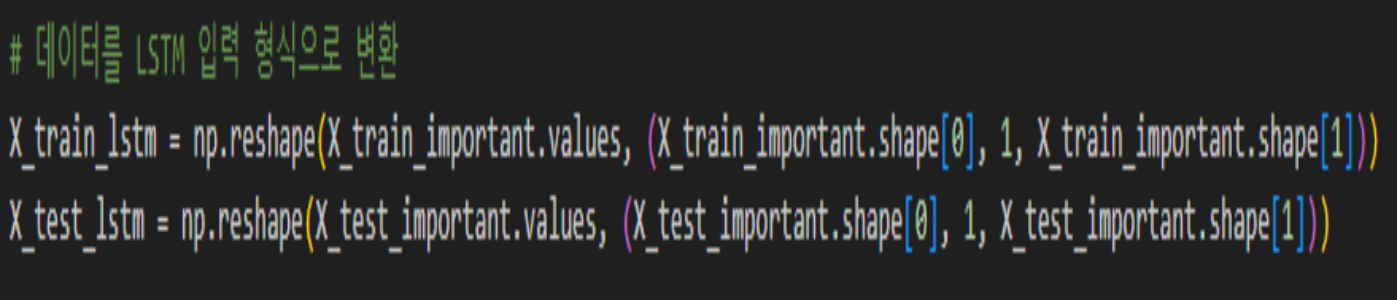 # 데이터를 LSTM 입력 형식으로 변환
X_train_lstm = np.reshape(X_train_important.values, (X_train_important.shape[0], 1, X_train_important.shape[1]))
X_test_lstm = np.reshape(X_test_important.values, (X_test_important.shape[0], 1, X_test_important.shape[1]))